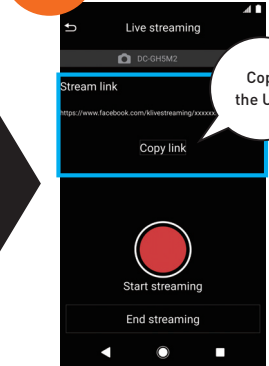 Live streaming
DC-GH5M2
Stream link
https://www.facebook.com/klivestreaming/xxxxxx
Copy link
Start streaming
End streaming